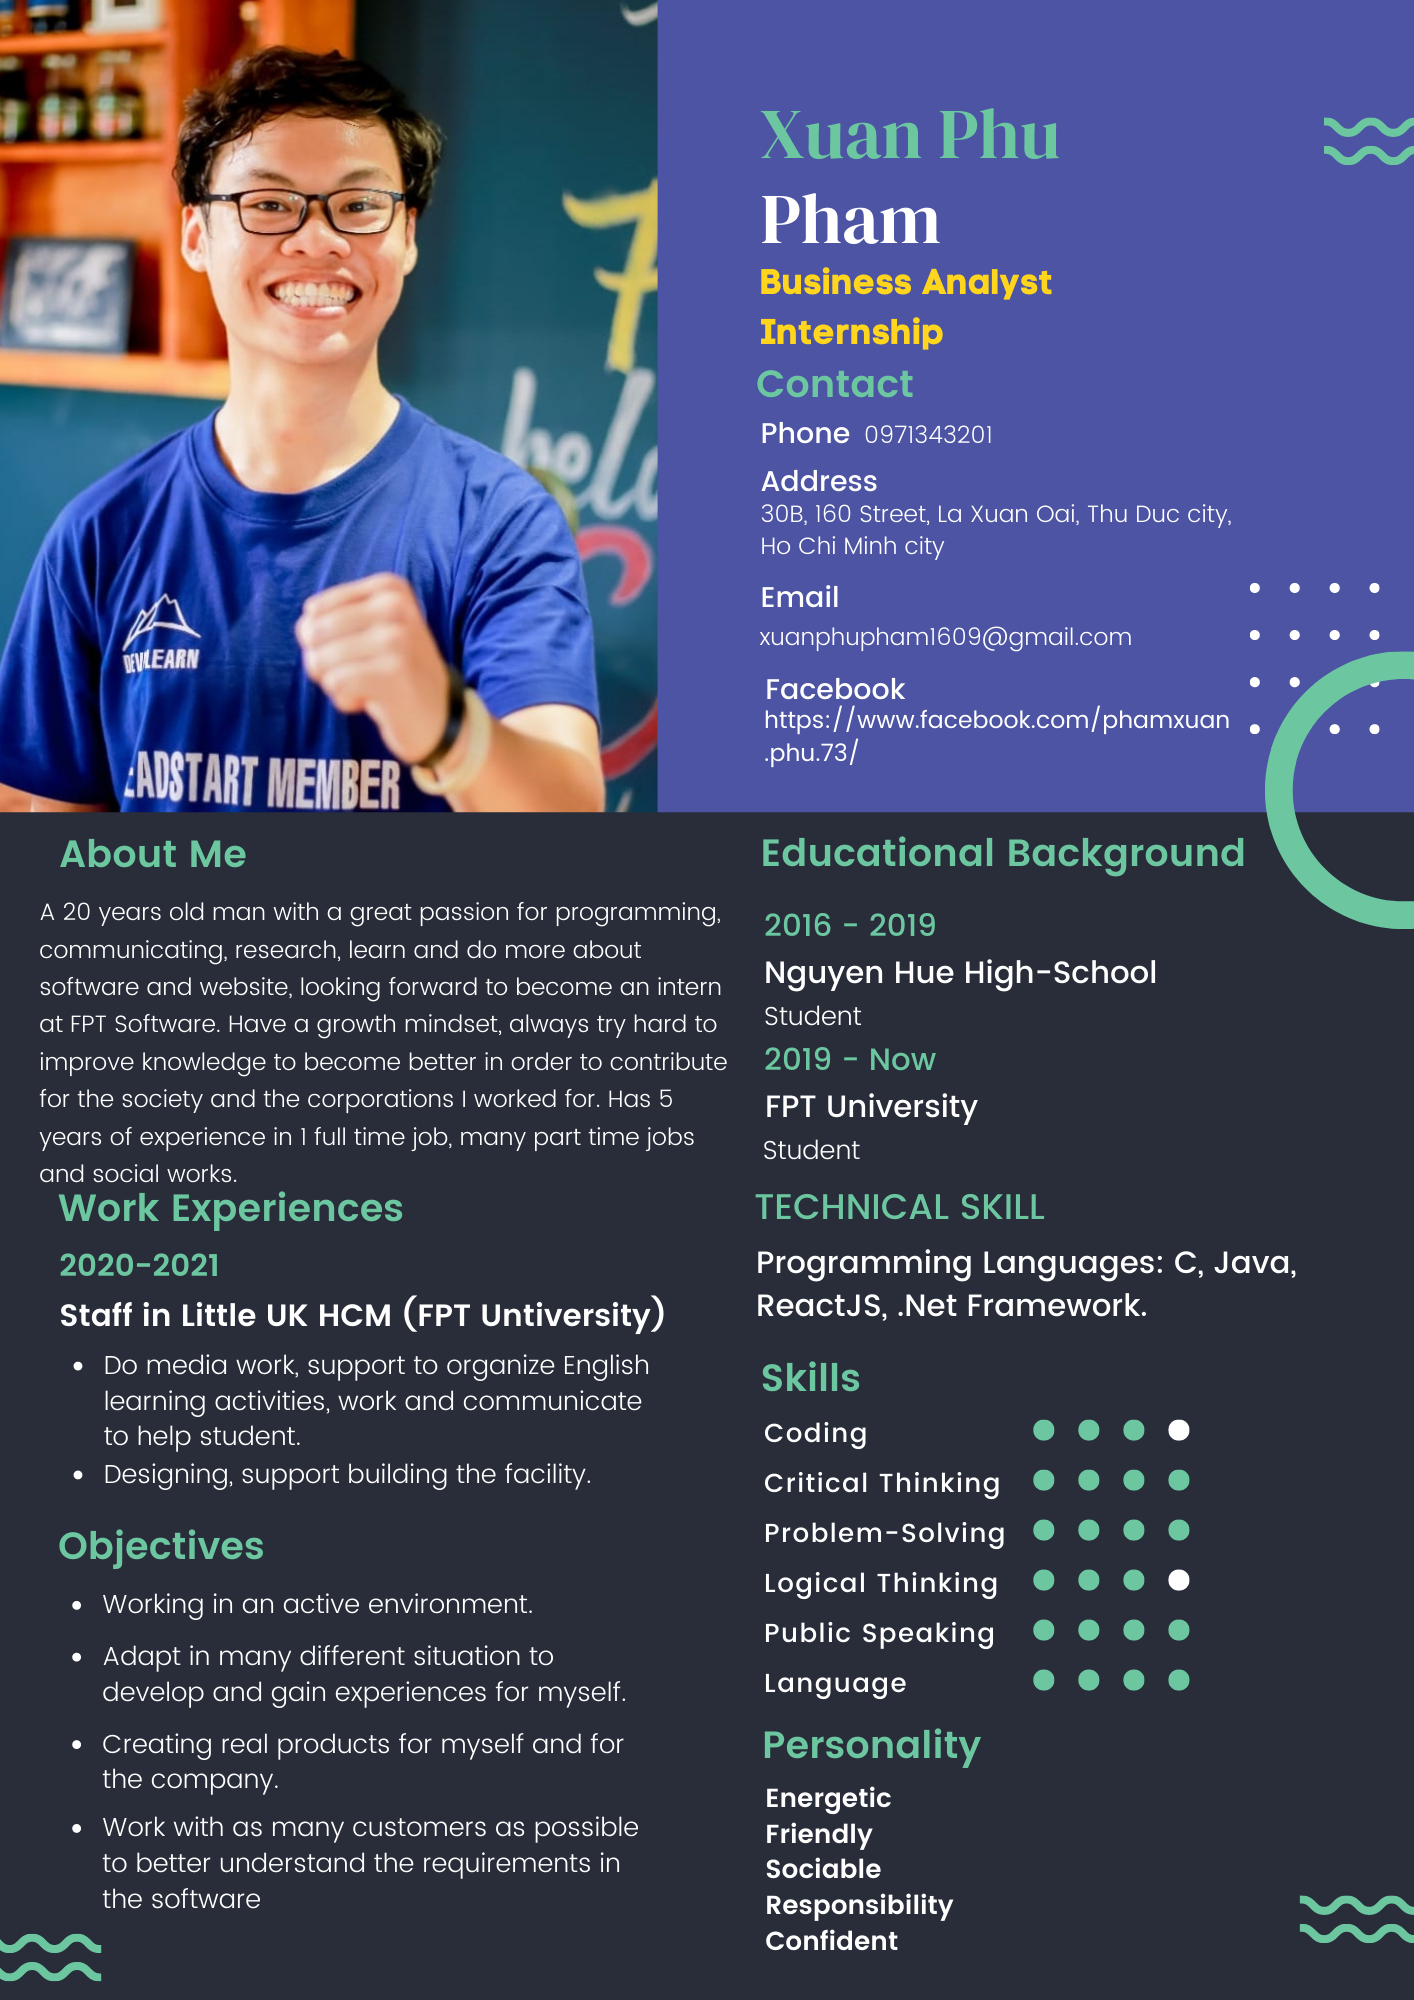 Xuan Phu
Pham
Business Analyst
Internship
Contact
Phone 0971343201
Address
30B, 160 Street, La Xuan Oai, Thu Duc city,
Ho Chi Minh city
Email
xuanphupham1609@gmail.com
Facebook
https://www.facebook.com/phamxuan
.phu.73/
DEVLEARN
EADSTART MEMBER
About Me
A 20 years old man with a great passion for programming,
communicating, research, learn and do more about
software and website, looking forward to become an intern
at FPT Software. Have a growth mindset, always try hard to
improve knowledge to become better in order to contribute
for the society and the corporations I worked for. Has 5
years of experience in 1 full time job, many part time jobs
and social works.
Work Experiences
2020-2021
Staff in Little UK HCM (FPT Untiversity)
Do media work, support to organize English
learning activities, work and communicate
to help student.
Designing, support building the facility.
Objectives
Working in an active environment.
Adapt in many different situation to
develop and gain experiences for myself.
Creating real products for myself and for
the company.
Work with as many customers as possible
to better understand the requirements in
the software
Educational Background
2016 - 2019
Nguyen Hue High-School
Student
2019 - Now
FPT University
Student
TECHNICAL SKILL
Programming Languages: C, Java,
ReactJS, .Net Framework.
Skills
Coding
Critical Thinking
Problem-Solving
Logical Thinking
Public Speaking
Language
Personality
Energetic
Friendly
Sociable
Responsibility
Confident